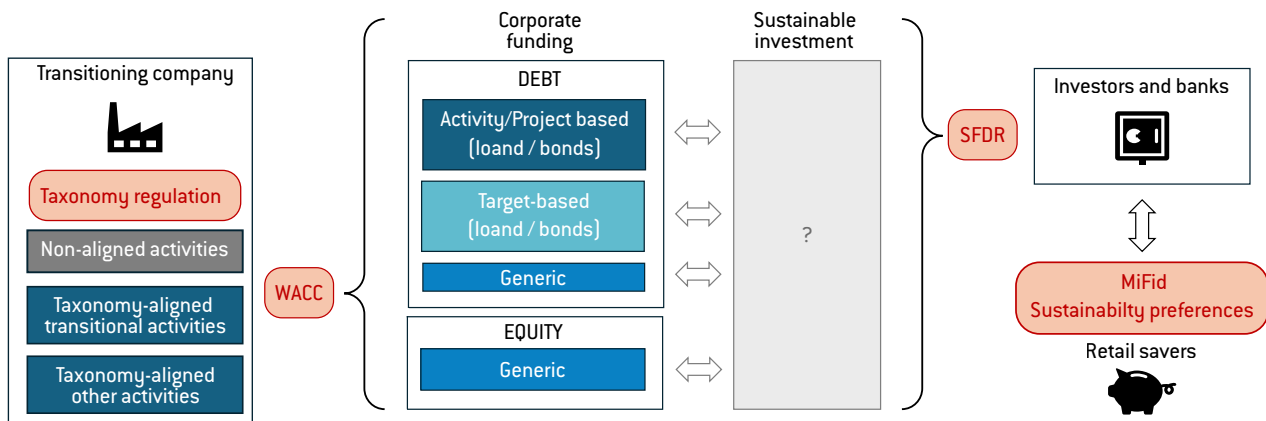 Transitioning company
Taxonomy regulation
Non-aligned activities
Taxonomy-aligned
transitional activities
Taxonomy-aligned
other activities
WACC
Corporate
funding
DEBT
Activity/Project based
(loand / bonds)
Target-based
(loand / bonds)
Generic
EQUITY
Generic
Sustainable
investment
?
SFDR
Investors and banks
MiFid
Sustainabilty preferences
Retail savers